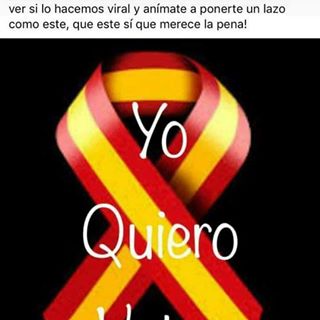 ver si lo hacemos viral y anímate a ponerte un lazo
como este, que este sí que merece la pena!
Yo
Quiero